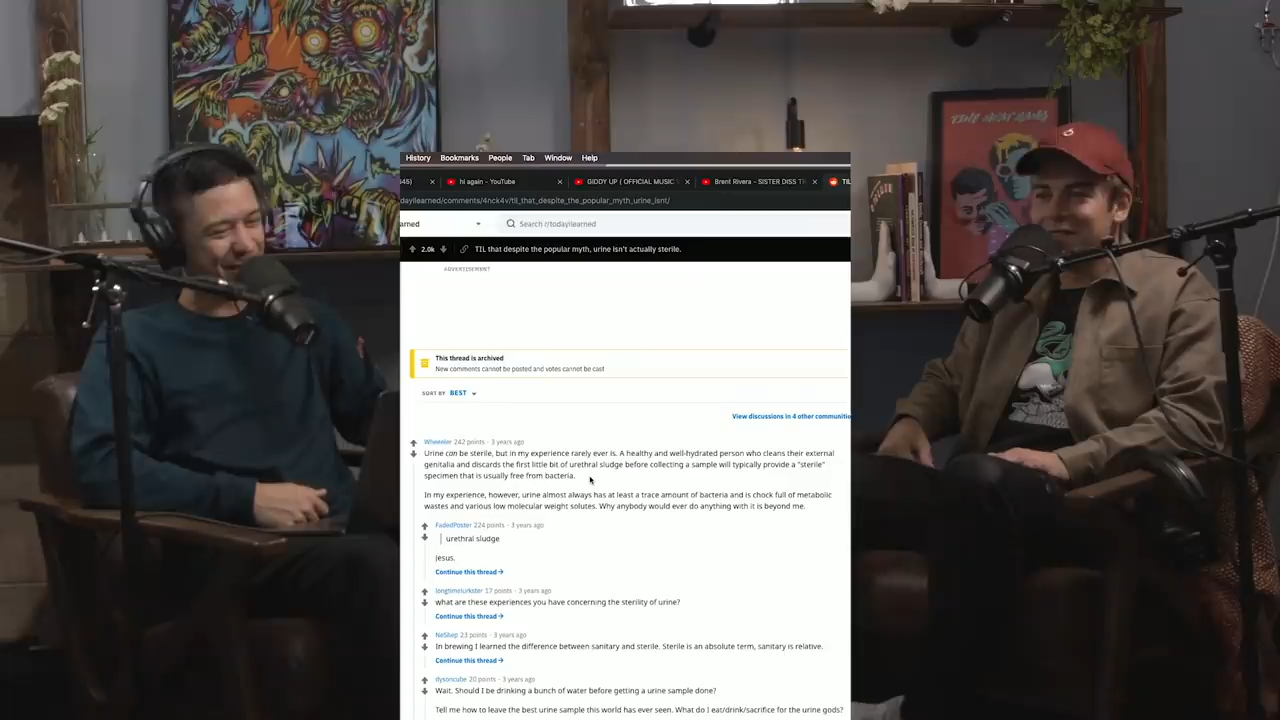 TINY MEAT GANG
History Bookmarks People Tab Window Help
45) hi again - YouTube GIDDY UP ( OFFICIAL MUSIC Brent Rivera - SISTER DISS TR TIL
dayilearned/comments/4nck4v/til_that_despite_the_popular_myth_urine_isnt/
arned Search r/todayilearned
2.0k TIL that despite the popular myth, urine isn't actually sterile.
ADVERTISEMENT
This thread is archived
New comments cannot be posted and votes cannot be cast
SORT BY BEST
View discussions in 4 other communitie
Wheeeler 242 points · 3 years ago
Urine can be sterile, but in my experience rarely ever is. A healthy and well-hydrated person who cleans their external
genitalia and discards the first little bit of urethral sludge before collecting a sample will typically provide a "sterile"
specimen that is usually free from bacteria.
In my experience, however, urine almost always has at least a trace amount of bacteria and is chock full of metabolic
wastes and various low molecular weight solutes. Why anybody would ever do anything with it is beyond me.
FadedPoster 224 points · 3 years ago
urethral sludge
Jesus.
Continue this thread →
longtimelurkster 17 points · 3 years ago
what are these experiences you have concerning the sterility of urine?
Continue this thread →
NeShep 23 points · 3 years ago
In brewing I learned the difference between sanitary and sterile. Sterile is an absolute term, sanitary is relative.
Continue this thread →
dysoncube 20 points · 3 years ago
Wait. Should I be drinking a bunch of water before getting a urine sample done?
Tell me how to leave the best urine sample this world has ever seen. What do I eat/drink/sacrifice for the urine gods?